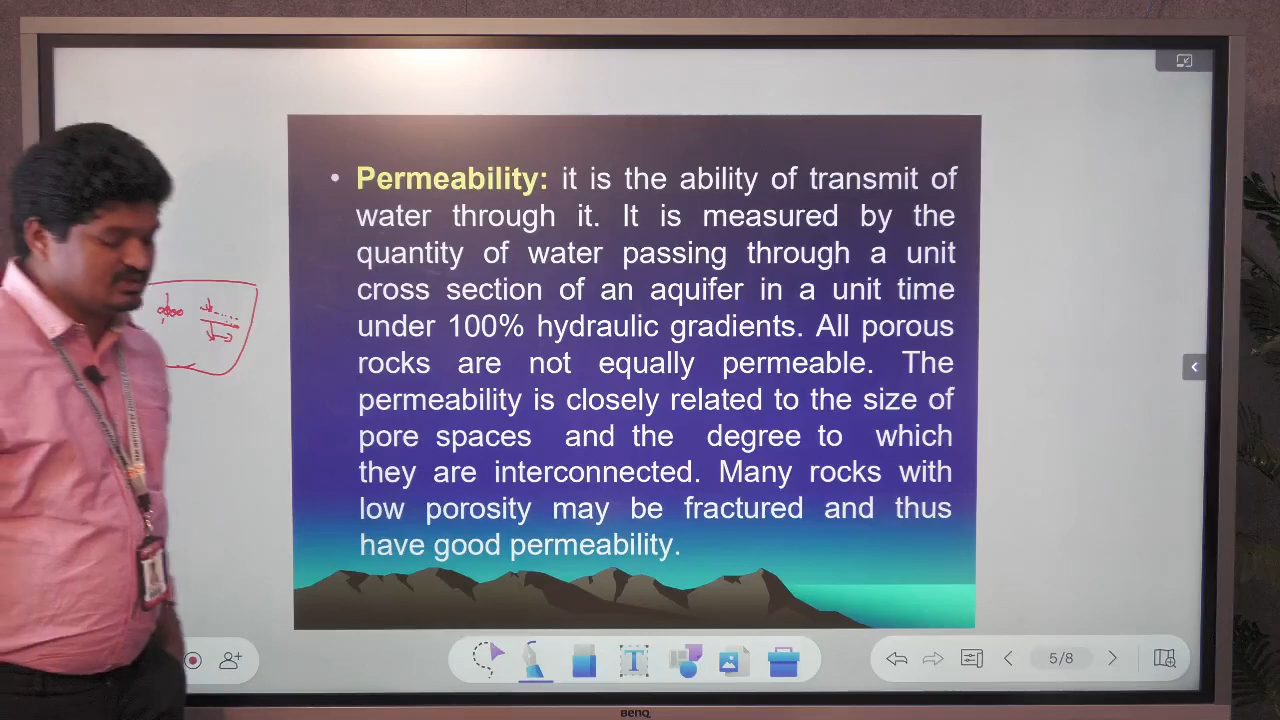 • Permeability: it is the ability of transmit of
water through it. It is measured by the
quantity of water passing through a unit
cross section of an aquifer in a unit time
under 100% hydraulic gradients. All porous
rocks are not equally permeable. The
permeability is closely related to the size of
pore spaces and the degree to which
they are interconnected. Many rocks with
low porosity may be fractured and thus
have good permeability.
T
5/8
BENQ